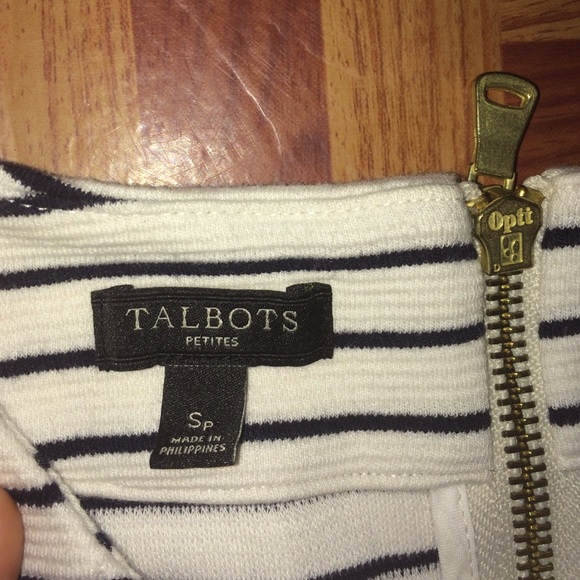 Optt
TALBOTS
PETITES
SP
MADE IN
PHILIPPINES